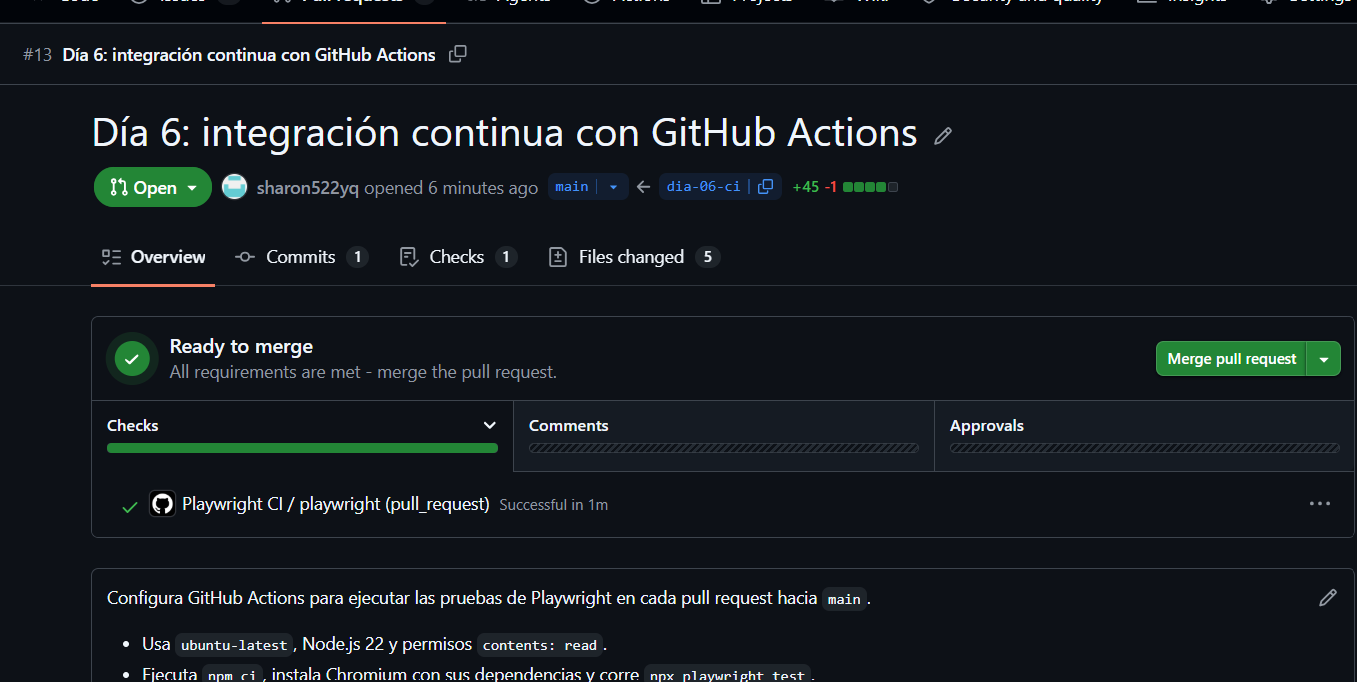 #13 Día 6: integración continua con GitHub Actions
Día 6: integración continua con GitHub Actions
Open sharon522yq opened 6 minutes ago main ← dia-06-ci +45 -1
Overview Commits 1 Checks 1 Files changed 5
Ready to merge
All requirements are met - merge the pull request.
Merge pull request
Checks Comments Approvals
Playwright CI / playwright (pull_request) Successful in 1m
Configura GitHub Actions para ejecutar las pruebas de Playwright en cada pull request hacia main.
• Usa ubuntu-latest, Node.js 22 y permisos contents: read.
• Ejecuta npm ci, instala Chromium con sus dependencias y corre npx playwright test.